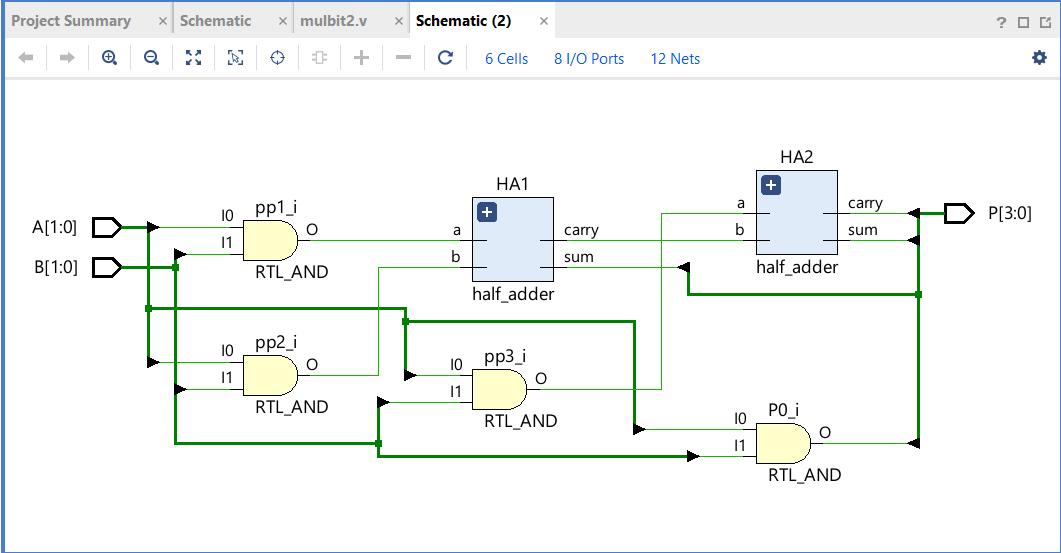 Project Summary × Schematic × mulbit2.v × Schematic (2) ×
?
6 Cells 8 I/O Ports 12 Nets
HA2
HA1
pp1_i
A[1:0]
B[1:0]
I0
I1
O
RTL_AND
a
b
carry
sum
half_adder
a
b
carry
sum
half_adder
P[3:0]
pp2_i
I0
I1
O
RTL_AND
pp3_i
I0
I1
O
RTL_AND
P0_i
I0
I1
O
RTL_AND